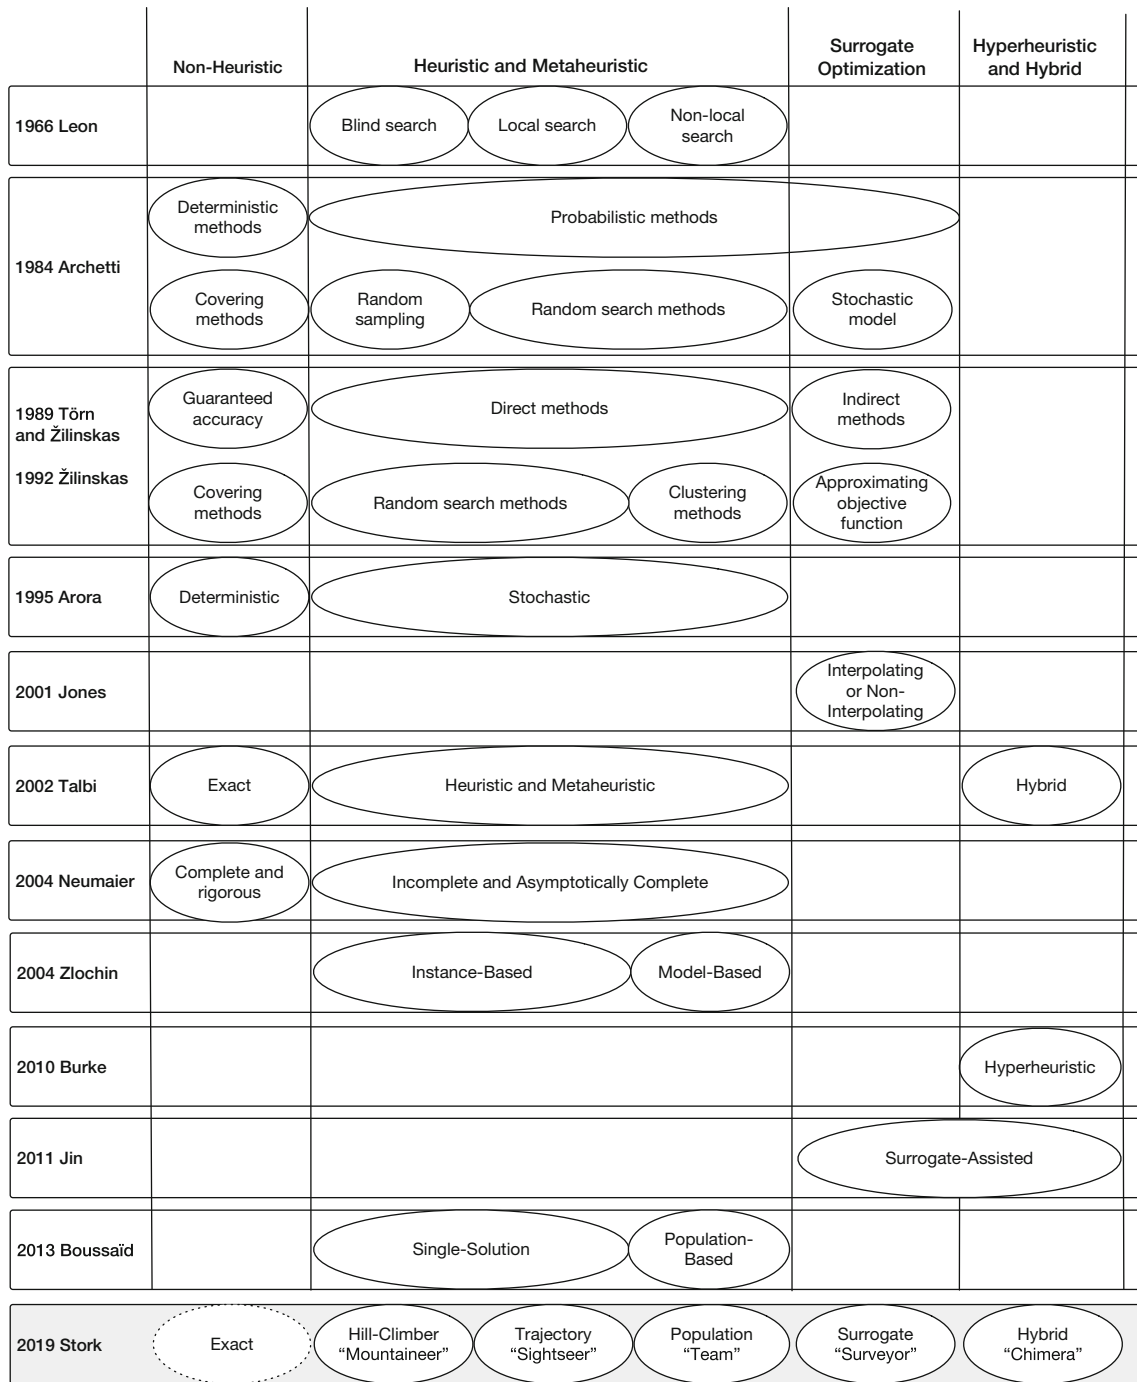 Non-Heuristic
Heuristic and Metaheuristic
Surrogate
Optimization
Hyperheuristic
and Hybrid
1966 Leon
Blind search
Local search
Non-local
search
1984 Archetti
Deterministic
methods
Probabilistic methods
Covering
methods
Random
sampling
Random search methods
Stochastic
model
1989 Törn
and Žilinskas
Guaranteed
accuracy
Direct methods
Indirect
methods
1992 Žilinskas
Covering
methods
Random search methods
Clustering
methods
Approximating
objective
function
1995 Arora
Deterministic
Stochastic
2001 Jones
Interpolating
or Non-
Interpolating
2002 Talbi
Exact
Heuristic and Metaheuristic
Hybrid
2004 Neumaier
Complete and
rigorous
Incomplete and Asymptotically Complete
2004 Zlochin
Instance-Based
Model-Based
2010 Burke
Hyperheuristic
2011 Jin
Surrogate-Assisted
2013 Boussaïd
Single-Solution
Population-
Based
2019 Stork
Exact
Hill-Climber
“Mountaineer”
Trajectory
“Sightseer”
Population
“Team”
Surrogate
“Surveyor”
Hybrid
“Chimera”